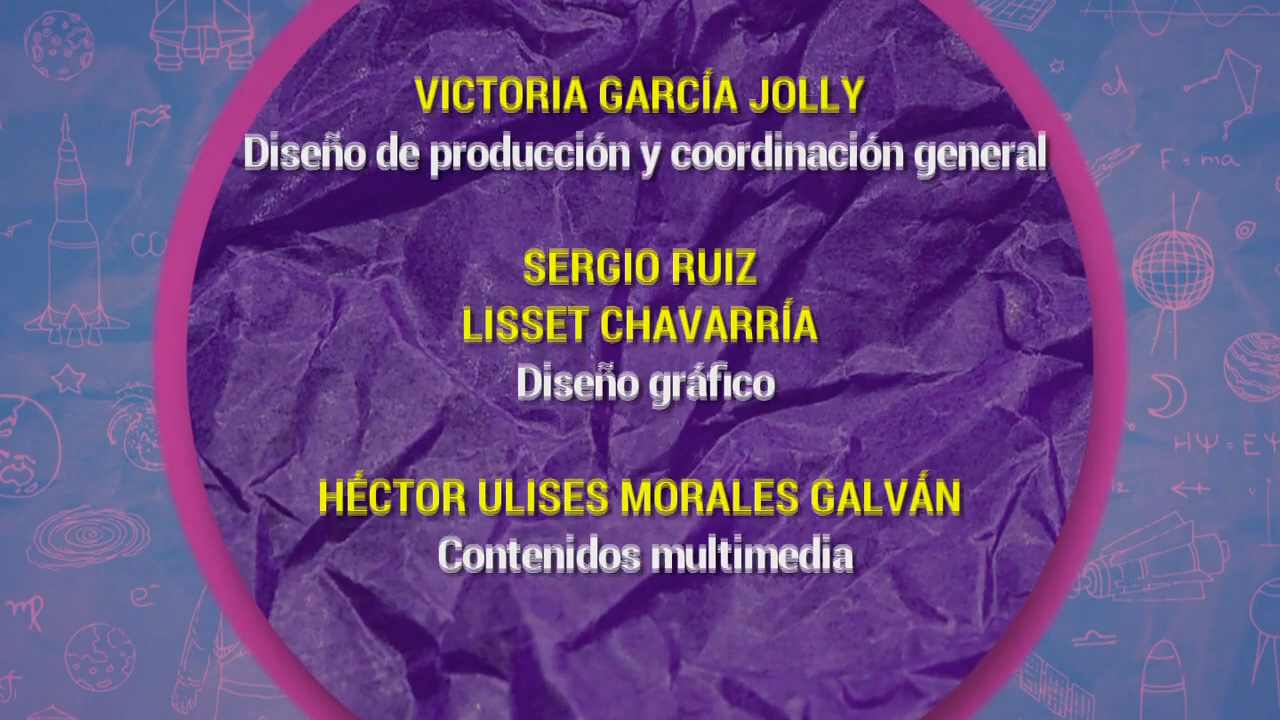 VICTORIA GARCÍA JOLLY
Diseño de producción y coordinación general
SERGIO RUIZ
LISSET CHAVARRÍA
Diseño gráfico
HÉCTOR ULISES MORALES GALVÁN
Contenidos multimedia
F=ma
e⁻